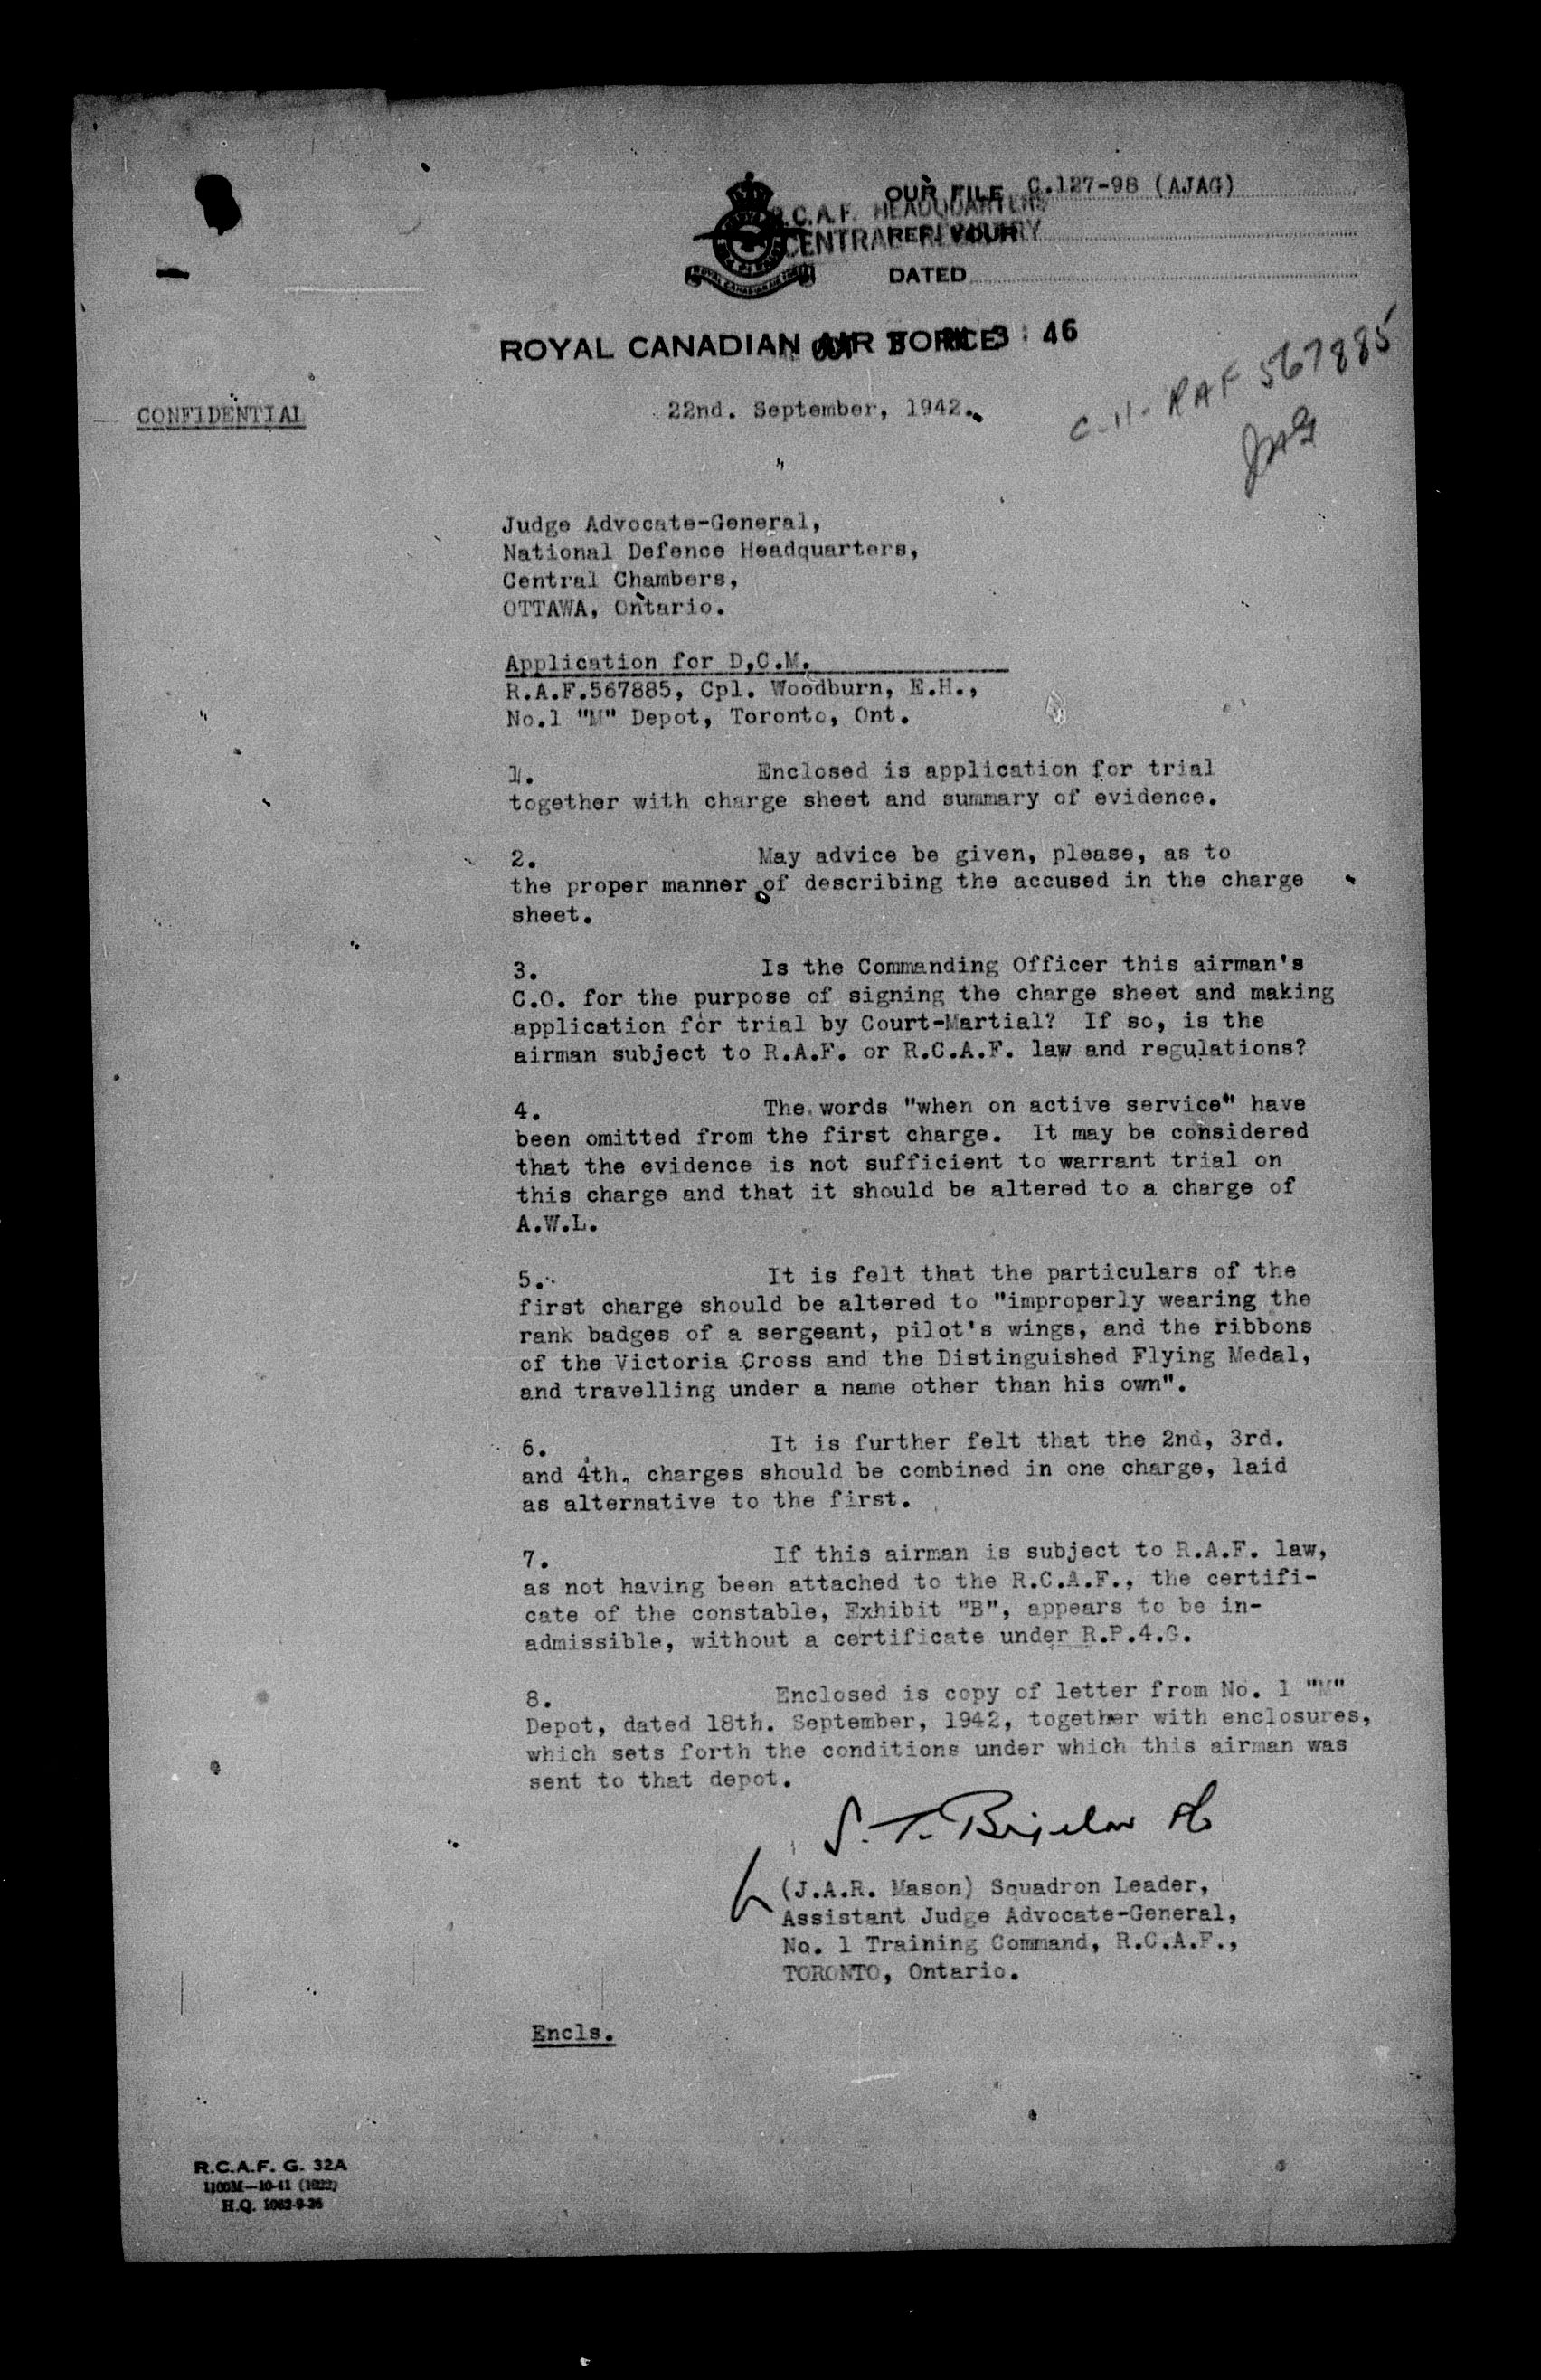 OUR FILE C.127-98 (AJAG)
R.C.A.F. HEADQUARTERS
REF. YOUR
CENTRAL REGISTRY
DATED
ROYAL CANADIAN AIR FORCE
3 : 46
C-11- RAF 567885
JAG
CONFIDENTIAL
22nd. September, 1942.
Judge Advocate-General,
National Defence Headquarters,
Central Chambers,
OTTAWA, Ontario.
Application for D.C.M.
R.A.F.567885, Cpl. Woodburn, E.H.,
No.1 "M" Depot, Toronto, Ont.
1. Enclosed is application for trial
together with charge sheet and summary of evidence.
2. May advice be given, please, as to
the proper manner of describing the accused in the charge
sheet.
3. Is the Commanding Officer this airman's
C.O. for the purpose of signing the charge sheet and making
application for trial by Court-Martial? If so, is the
airman subject to R.A.F. or R.C.A.F. law and regulations?
4. The words "when on active service" have
been omitted from the first charge. It may be considered
that the evidence is not sufficient to warrant trial on
this charge and that it should be altered to a charge of
A.W.L.
5. It is felt that the particulars of the
first charge should be altered to "improperly wearing the
rank badges of a sergeant, pilot's wings, and the ribbons
of the Victoria Cross and the Distinguished Flying Medal,
and travelling under a name other than his own".
6. It is further felt that the 2nd, 3rd.
and 4th. charges should be combined in one charge, laid
as alternative to the first.
7. If this airman is subject to R.A.F. law,
as not having been attached to the R.C.A.F., the certifi-
cate of the constable, Exhibit "B", appears to be in-
admissible, without a certificate under R.P.4.G.
8. Enclosed is copy of letter from No. 1 "M"
Depot, dated 18th. September, 1942, together with enclosures,
which sets forth the conditions under which this airman was
sent to that depot.
S. T. Bigelow
(J.A.R. Mason) Squadron Leader,
Assistant Judge Advocate-General,
No. 1 Training Command, R.C.A.F.,
TORONTO, Ontario.
Encls.
R.C.A.F. G. 32A
1100M—10-41 (1022)
H.Q. 1062-9-36